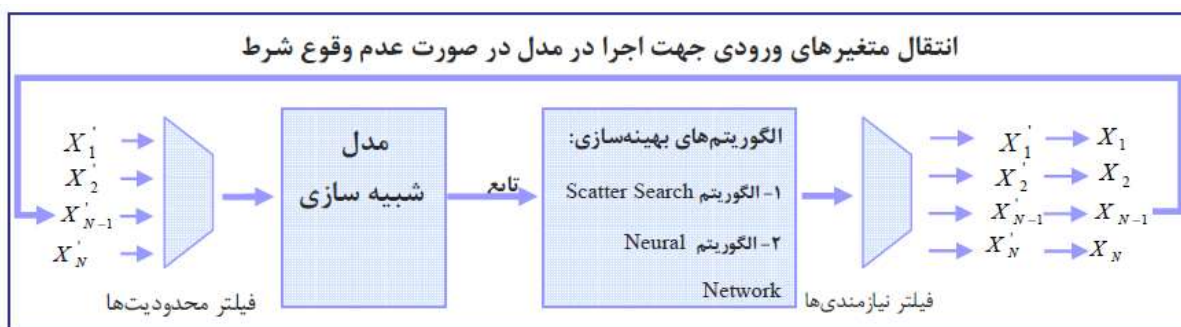 انتقال متغیرهای ورودی جهت اجرا در مدل در صورت عدم وقوع شرط
X'1
X'2
X'N-1
X'N
فیلتر محدودیت‌ها
مدل
شبیه سازی
تابع
الگوریتم‌های بهینه‌سازی:
۱- الگوریتم Scatter Search
۲- الگوریتم Neural
Network
فیلتر نیازمندی‌ها
X'1 X1
X'2 X2
X'N-1 XN-1
X'N XN